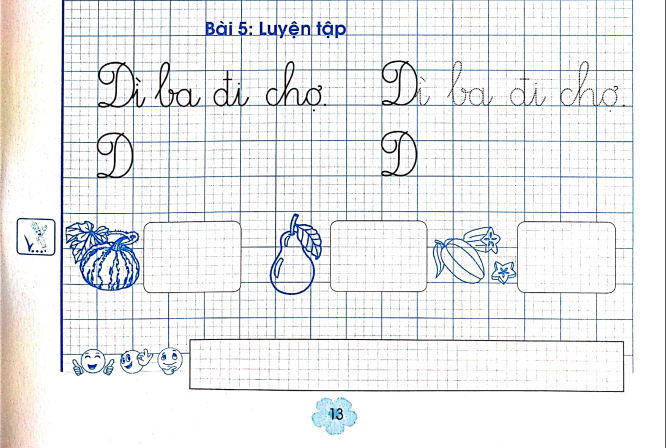 Bài 5: Luyện tập
Dì ba đi chợ. Dì ba đi chợ.
D D
13